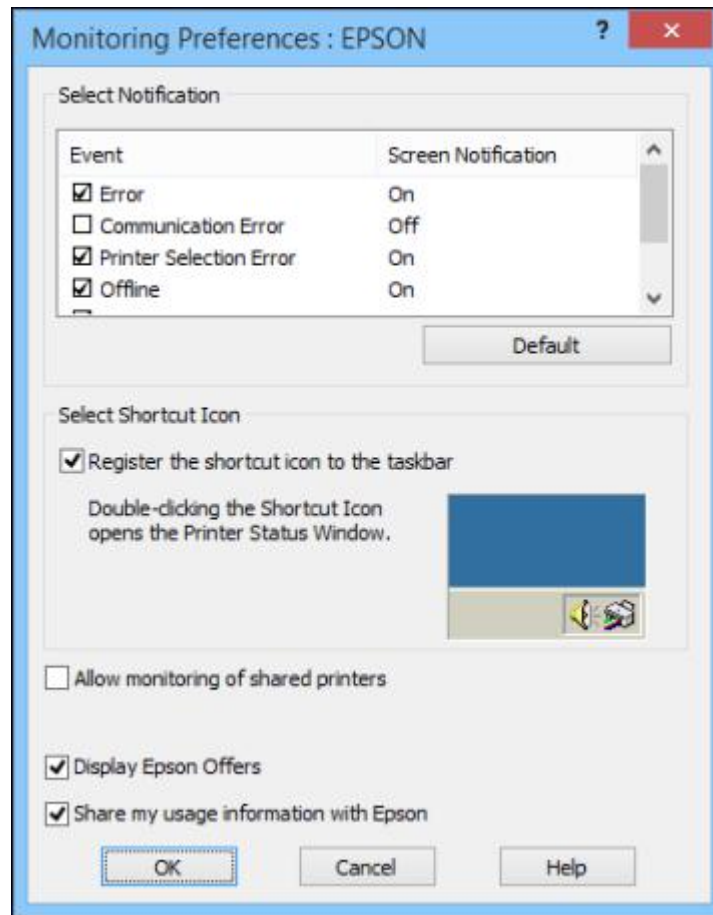 Monitoring Preferences : EPSON
?
Select Notification
Event Screen Notification
Error On
Communication Error Off
Printer Selection Error On
Offline On
Default
Select Shortcut Icon
Register the shortcut icon to the taskbar
Double-clicking the Shortcut Icon
opens the Printer Status Window.
Allow monitoring of shared printers
Display Epson Offers
Share my usage information with Epson
OK Cancel Help